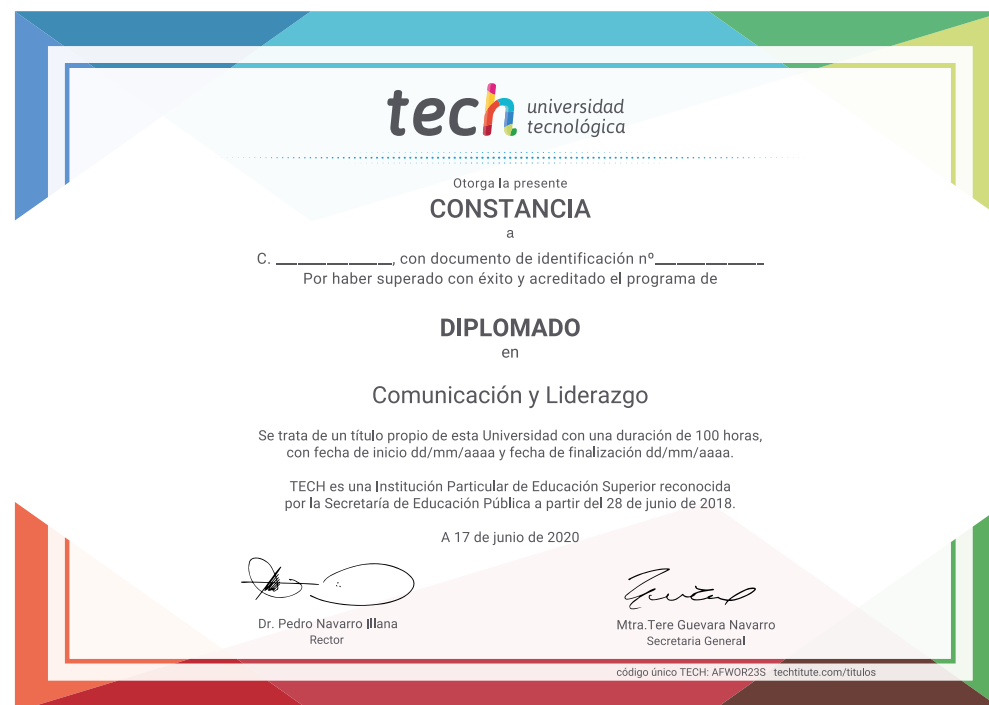 tech universidad
tecnológica
Otorga la presente
CONSTANCIA
a
C. ____________, con documento de identificación nº____________
Por haber superado con éxito y acreditado el programa de
DIPLOMADO
en
Comunicación y Liderazgo
Se trata de un título propio de esta Universidad con una duración de 100 horas,
con fecha de inicio dd/mm/aaaa y fecha de finalización dd/mm/aaaa.
TECH es una Institución Particular de Educación Superior reconocida
por la Secretaría de Educación Pública a partir del 28 de junio de 2018.
A 17 de junio de 2020
Dr. Pedro Navarro Illana
Rector
Mtra.Tere Guevara Navarro
Secretaria General
código único TECH: AFWOR23S techtitute.com/titulos